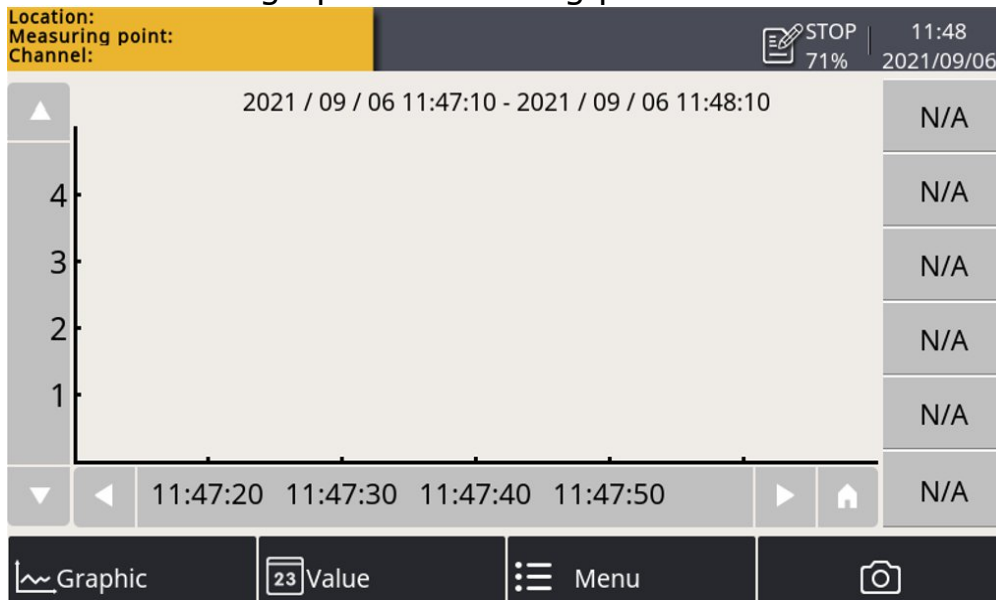 Location:
Measuring point:
Channel:
STOP
71%
11:48
2021/09/06
2021 / 09 / 06 11:47:10 - 2021 / 09 / 06 11:48:10
N/A
N/A
N/A
N/A
N/A
N/A
4
3
2
1
11:47:20 11:47:30 11:47:40 11:47:50
Graphic
23 Value
Menu